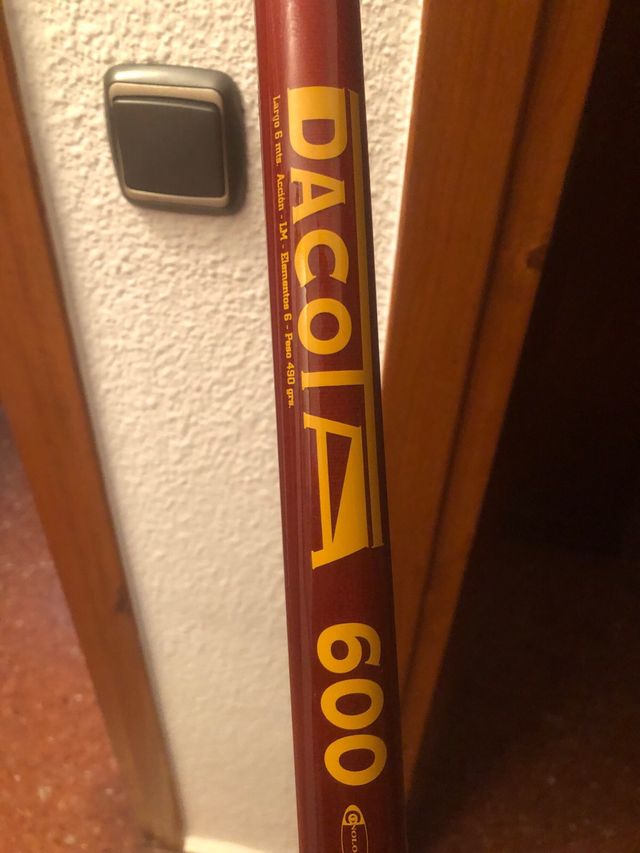 DACOTA 600
Largo 6 mts. Acción - LM - Elementos 6 - Peso 490 grs.